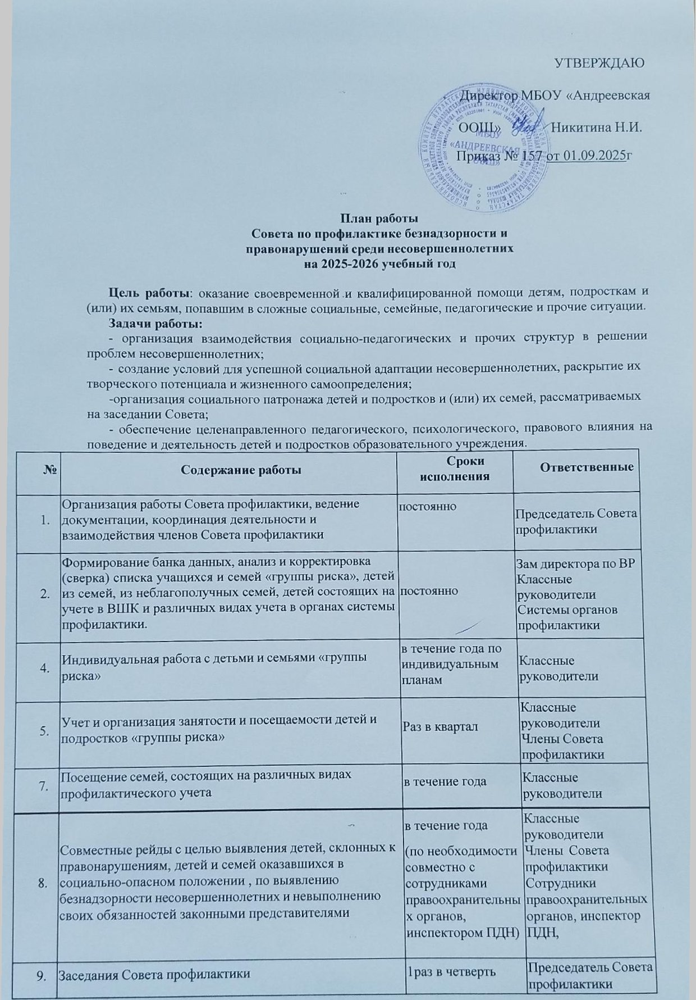 УТВЕРЖДАЮ
Директор МБОУ «Андреевская
ООШ» Никитина Н.И.
Приказ № 157 от 01.09.2025г
МБОУ
«АНДРЕЕВСКАЯ
ООШ»
План работы
Совета по профилактике безнадзорности и
правонарушений среди несовершеннолетних
на 2025-2026 учебный год
Цель работы: оказание своевременной и квалифицированной помощи детям, подросткам и
(или) их семьям, попавшим в сложные социальные, семейные, педагогические и прочие ситуации.
Задачи работы:
- организация взаимодействия социально-педагогических и прочих структур в решении
проблем несовершеннолетних;
- создание условий для успешной социальной адаптации несовершеннолетних, раскрытие их
творческого потенциала и жизненного самоопределения;
-организация социального патронажа детей и подростков и (или) их семей, рассматриваемых
на заседании Совета;
- обеспечение целенаправленного педагогического, психологического, правового влияния на
поведение и деятельность детей и подростков образовательного учреждения.
№
Содержание работы
Сроки
исполнения
Ответственные
1.
Организация работы Совета профилактики, ведение
документации, координация деятельности и
взаимодействия членов Совета профилактики
постоянно
Председатель Совета
профилактики
2.
Формирование банка данных, анализ и корректировка
(сверка) списка учащихся и семей «группы риска», детей
из семей, из неблагополучных семей, детей состоящих на
учете в ВШК и различных видах учета в органах системы
профилактики.
постоянно
Зам директора по ВР
Классные
руководители
Системы органов
профилактики
4.
Индивидуальная работа с детьми и семьями «группы
риска»
в течение года по
индивидуальным
планам
Классные
руководители
5.
Учет и организация занятости и посещаемости детей и
подростков «группы риска»
Раз в квартал
Классные
руководители
Члены Совета
профилактики
7.
Посещение семей, состоящих на различных видах
профилактического учета
в течение года
Классные
руководители
8.
Совместные рейды с целью выявления детей, склонных к
правонарушениям, детей и семей оказавшихся в
социально-опасном положении , по выявлению
безнадзорности несовершеннолетних и невыполнению
своих обязанностей законными представителями
в течение года
(по необходимости
совместно с
сотрудниками
правоохранительны
х органов,
инспектором ПДН)
Классные
руководители
Члены Совета
профилактики
Сотрудники
правоохранительных
органов, инспектор
ПДН,
9.
Заседания Совета профилактики
1раз в четверть
Председатель Совета
профилактики